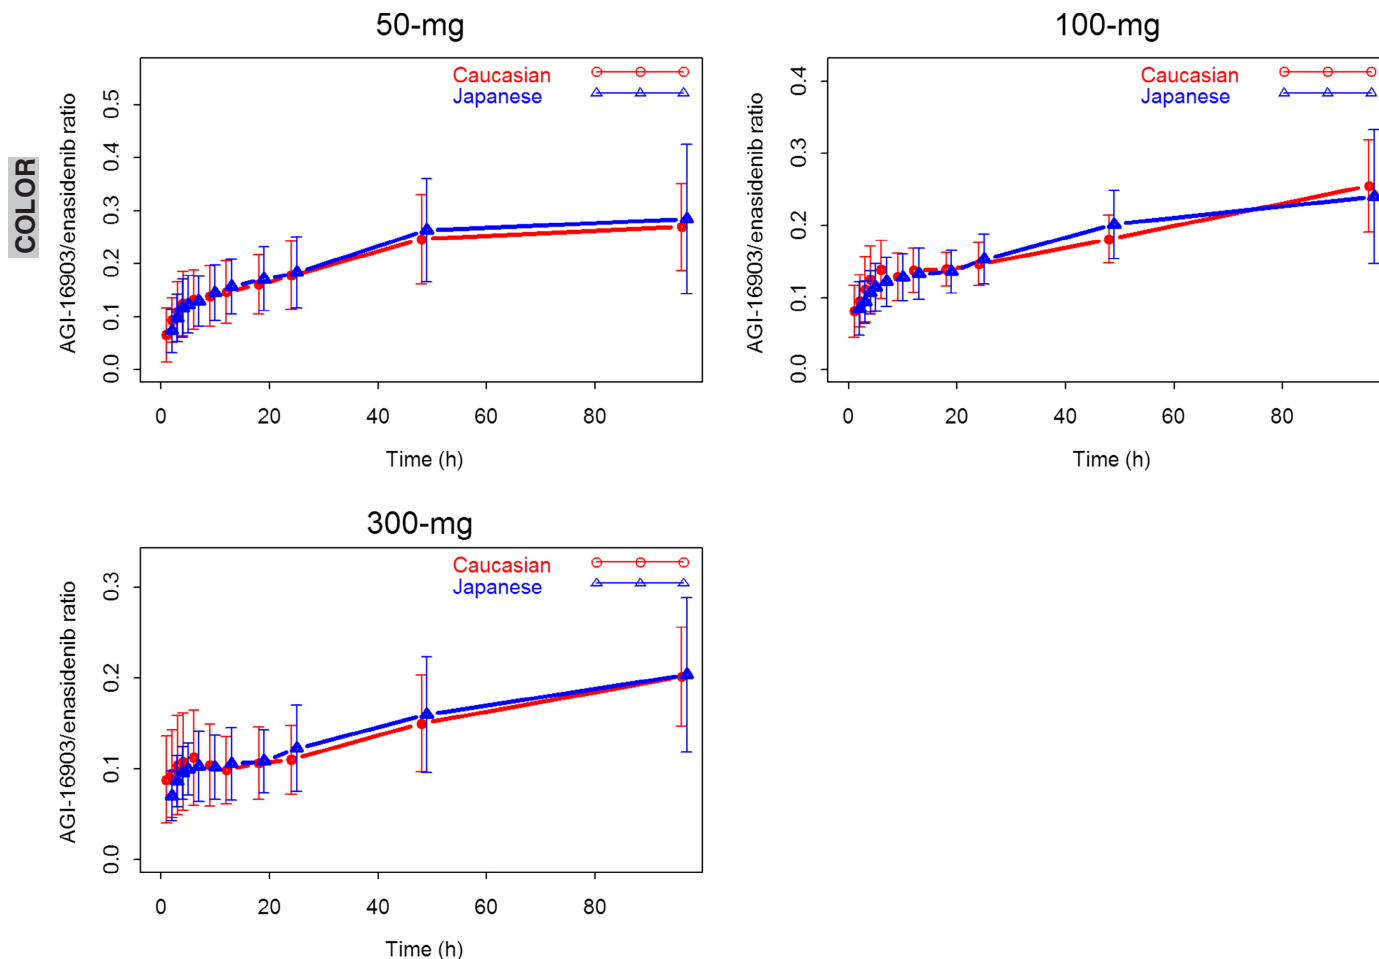 COLOR
50-mg
AGI-16903/enasidenib ratio
0.5
0.4
0.3
0.2
0.1
0.0
Caucasian
Japanese
0 20 40 60 80
Time (h)
100-mg
AGI-16903/enasidenib ratio
0.4
0.3
0.2
0.1
0.0
Caucasian
Japanese
0 20 40 60 80
Time (h)
300-mg
AGI-16903/enasidenib ratio
0.3
0.2
0.1
0.0
Caucasian
Japanese
0 20 40 60 80
Time (h)